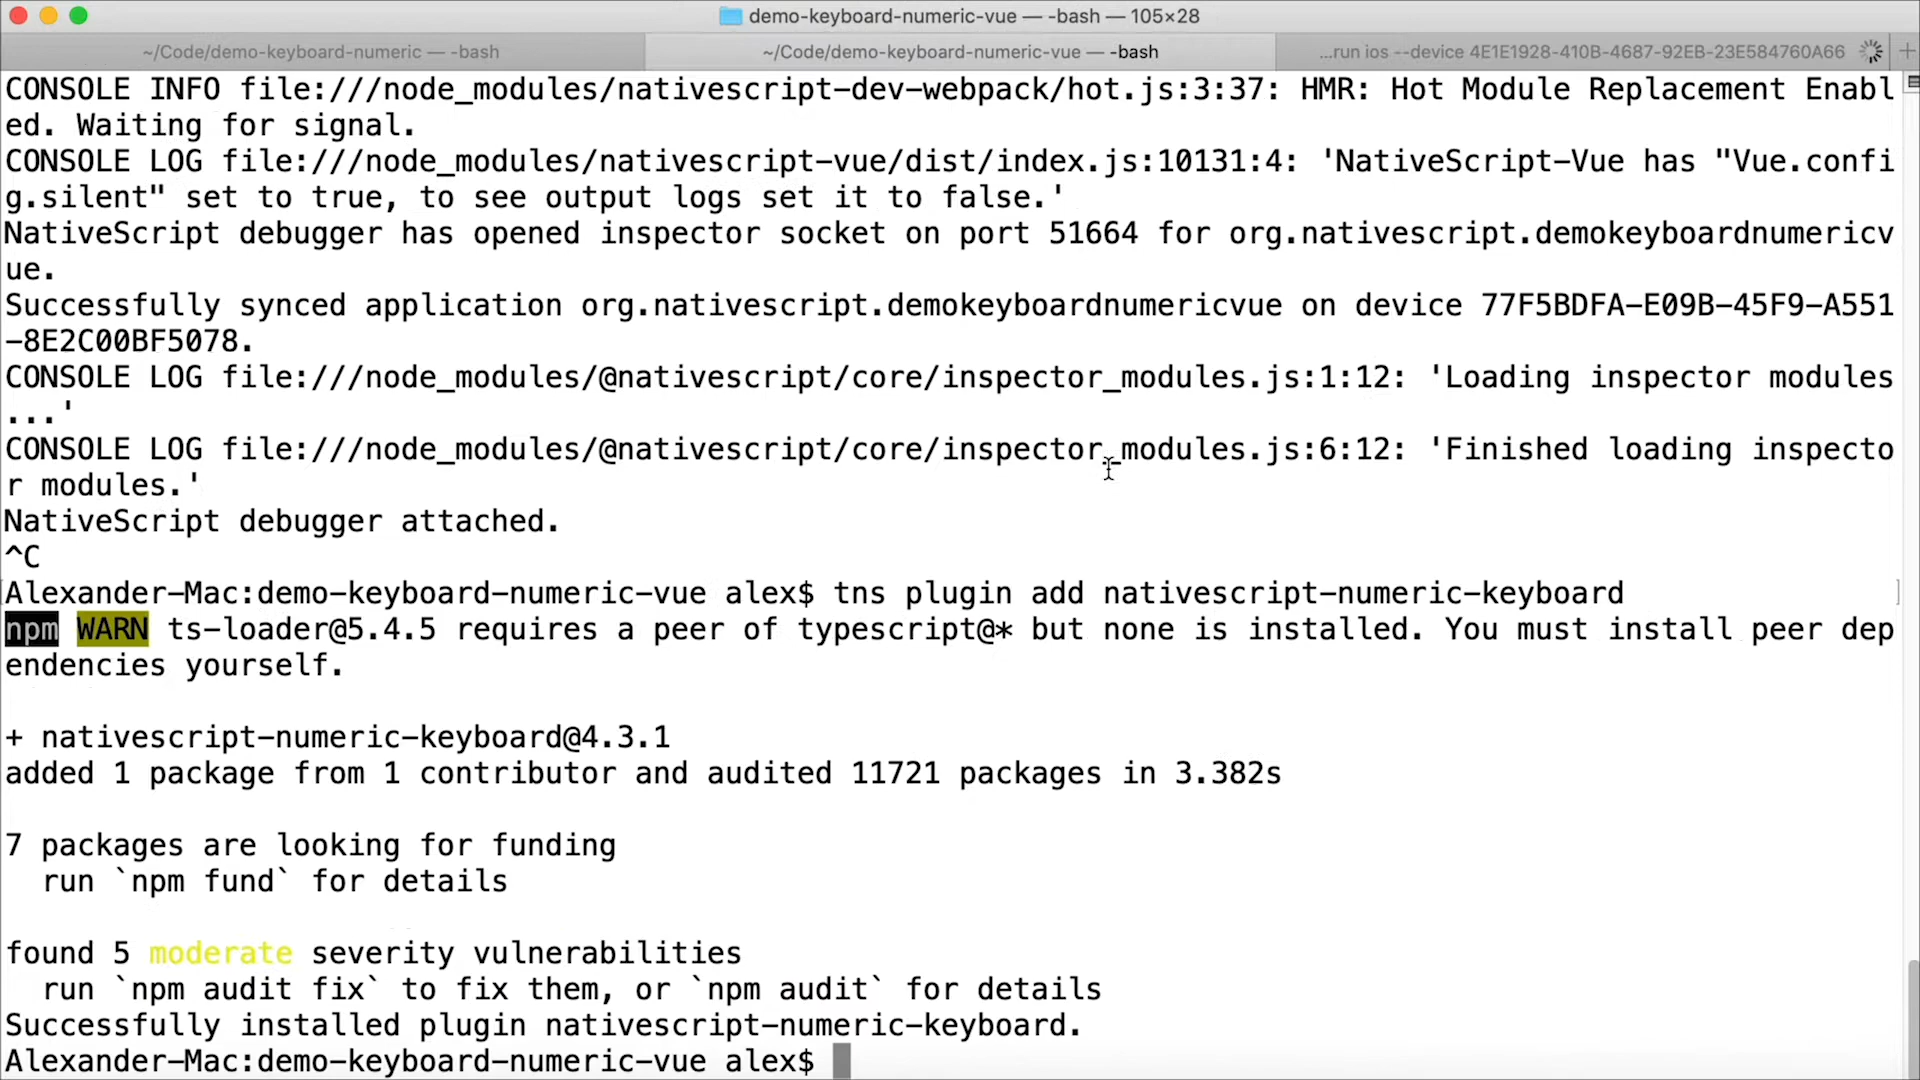 demo-keyboard-numeric-vue — -bash — 105×28
~/Code/demo-keyboard-numeric — -bash
~/Code/demo-keyboard-numeric-vue — -bash
...run ios --device 4E1E1928-410B-4687-92EB-23E584760A66
CONSOLE INFO file:///node_modules/nativescript-dev-webpack/hot.js:3:37: HMR: Hot Module Replacement Enabl
ed. Waiting for signal.
CONSOLE LOG file:///node_modules/nativescript-vue/dist/index.js:10131:4: 'NativeScript-Vue has "Vue.confi
g.silent" set to true, to see output logs set it to false.'
NativeScript debugger has opened inspector socket on port 51664 for org.nativescript.demokeyboardnumericv
ue.
Successfully synced application org.nativescript.demokeyboardnumericvue on device 77F5BDFA-E09B-45F9-A551
-8E2C00BF5078.
CONSOLE LOG file:///node_modules/@nativescript/core/inspector_modules.js:1:12: 'Loading inspector modules
...'
CONSOLE LOG file:///node_modules/@nativescript/core/inspector_modules.js:6:12: 'Finished loading inspecto
r modules.'
NativeScript debugger attached.
^C
Alexander-Mac:demo-keyboard-numeric-vue alex$ tns plugin add nativescript-numeric-keyboard
npm WARN ts-loader@5.4.5 requires a peer of typescript@* but none is installed. You must install peer dep
endencies yourself.
+ nativescript-numeric-keyboard@4.3.1
added 1 package from 1 contributor and audited 11721 packages in 3.382s
7 packages are looking for funding
run `npm fund` for details
found 5 moderate severity vulnerabilities
run `npm audit fix` to fix them, or `npm audit` for details
Successfully installed plugin nativescript-numeric-keyboard.
Alexander-Mac:demo-keyboard-numeric-vue alex$